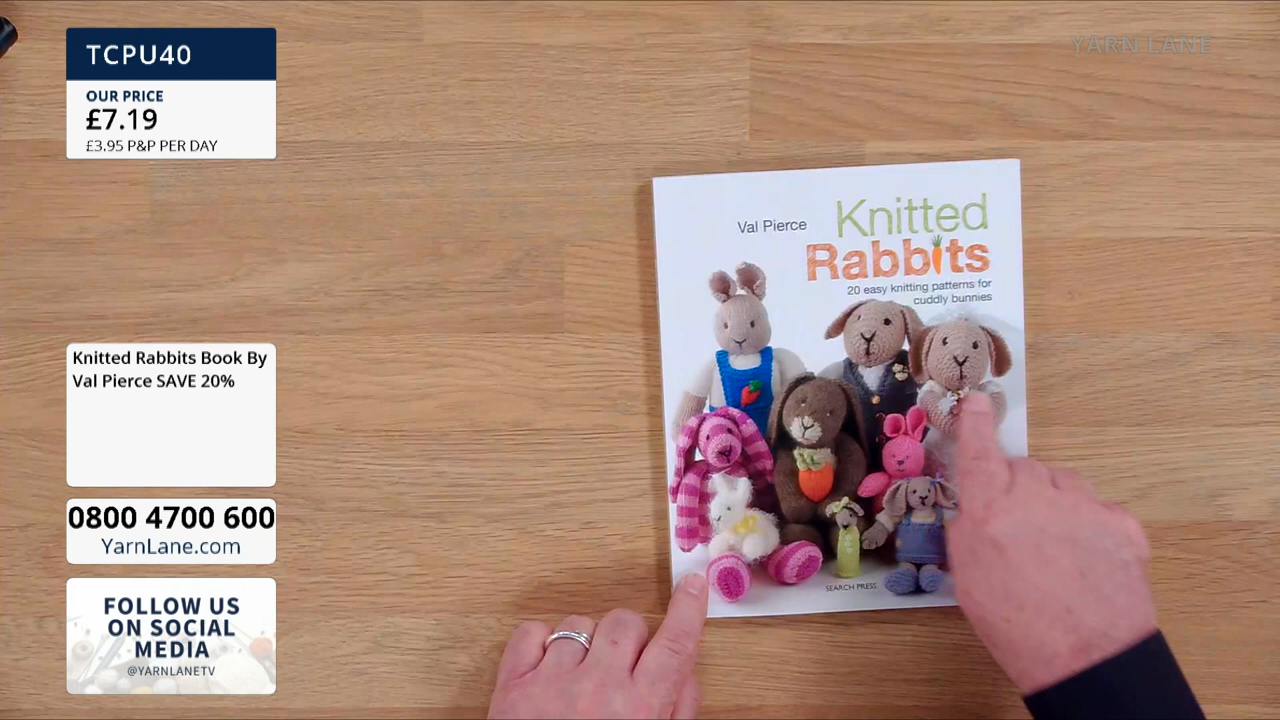 TCPU40
OUR PRICE
£7.19
£3.95 P&P PER DAY
YARN LANE
Val Pierce
Knitted
Rabbits
20 easy knitting patterns for
cuddly bunnies
SEARCH PRESS
Knitted Rabbits Book By
Val Pierce SAVE 20%
0800 4700 600
YarnLane.com
FOLLOW US
ON SOCIAL
MEDIA
@YARNLANETV